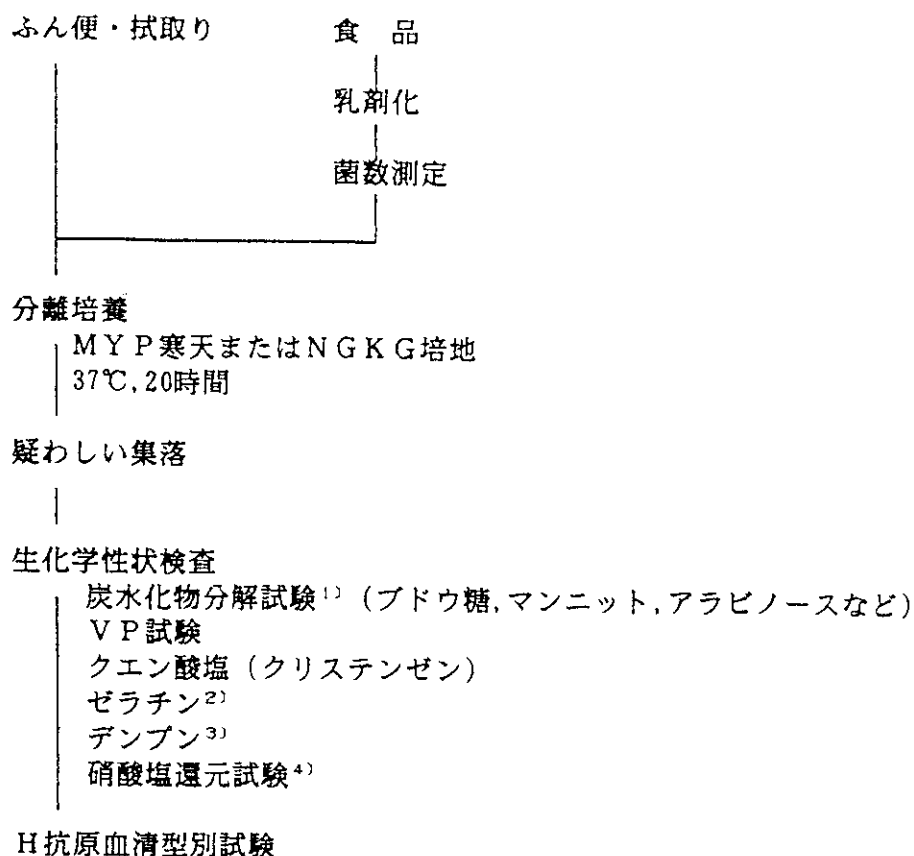 ふん便・拭取り 食 品
乳剤化
菌数測定
分離培養
MYP寒天またはNGKG培地
37℃,20時間
疑わしい集落
生化学性状検査
炭水化物分解試験¹⁾（ブドウ糖,マンニット,アラビノースなど）
VP試験
クエン酸塩（クリステンゼン）
ゼラチン²⁾
デンプン³⁾
硝酸塩還元試験⁴⁾
H抗原血清型別試験